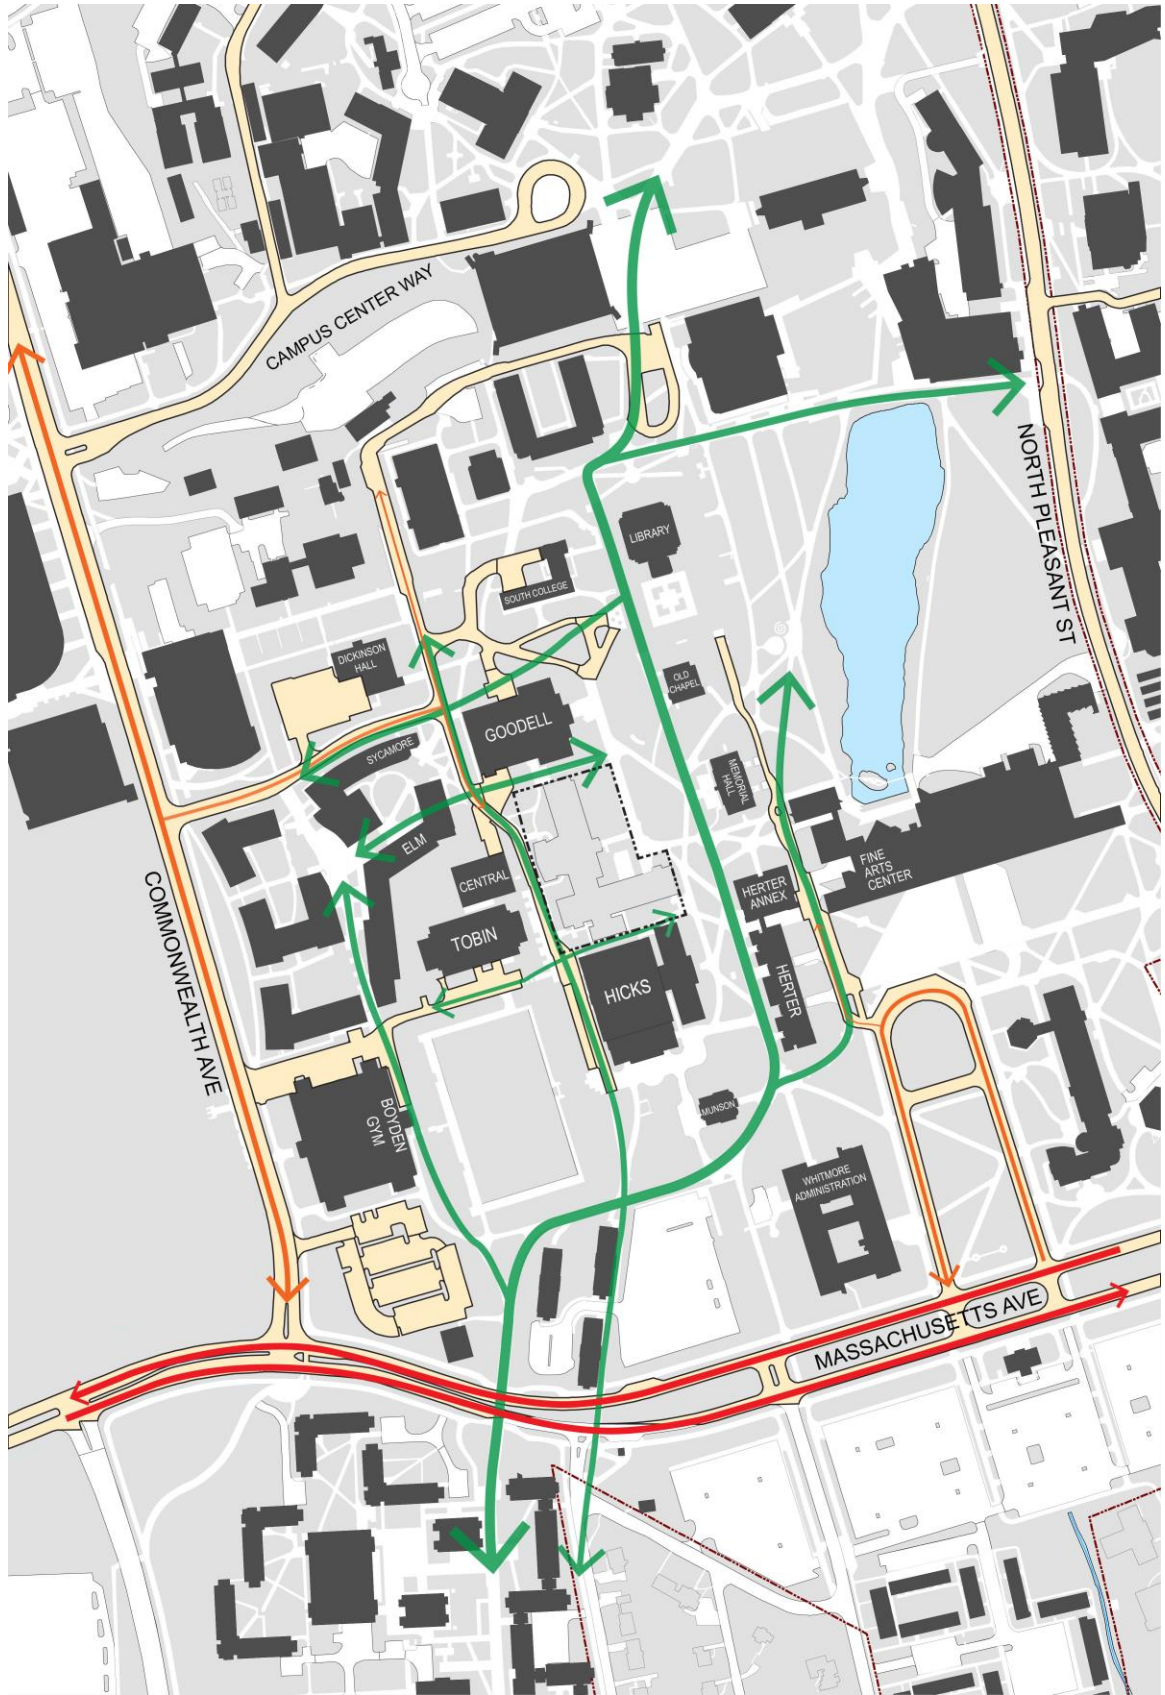 CAMPUS CENTER WAY
NORTH PLEASANT ST
LIBRARY
SOUTH COLLEGE
DICKINSON
HALL
OLD
CHAPEL
GOODELL
SYCAMORE
MEMORIAL
HALL
ELM
FINE
ARTS
CENTER
CENTRAL
HERTER
ANNEX
COMMONWEALTH AVE
TOBIN
HICKS
HERTER
BOYDEN
GYM
MUNSON
WHITMORE
ADMINISTRATION
MASSACHUSETTS AVE